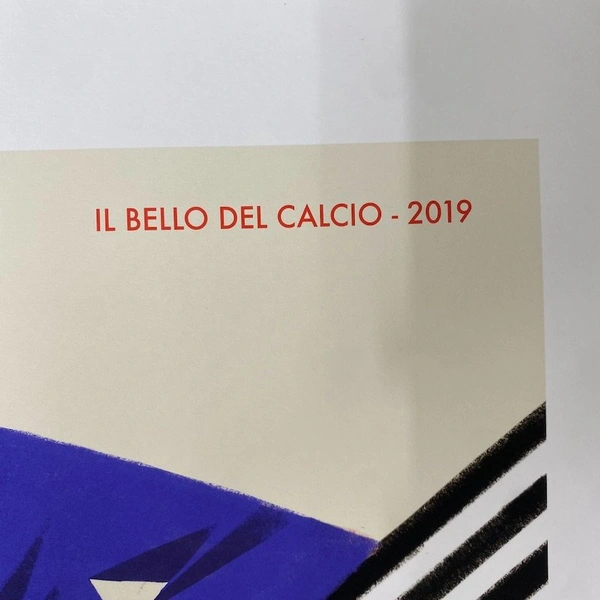 IL BELLO DEL CALCIO - 2019